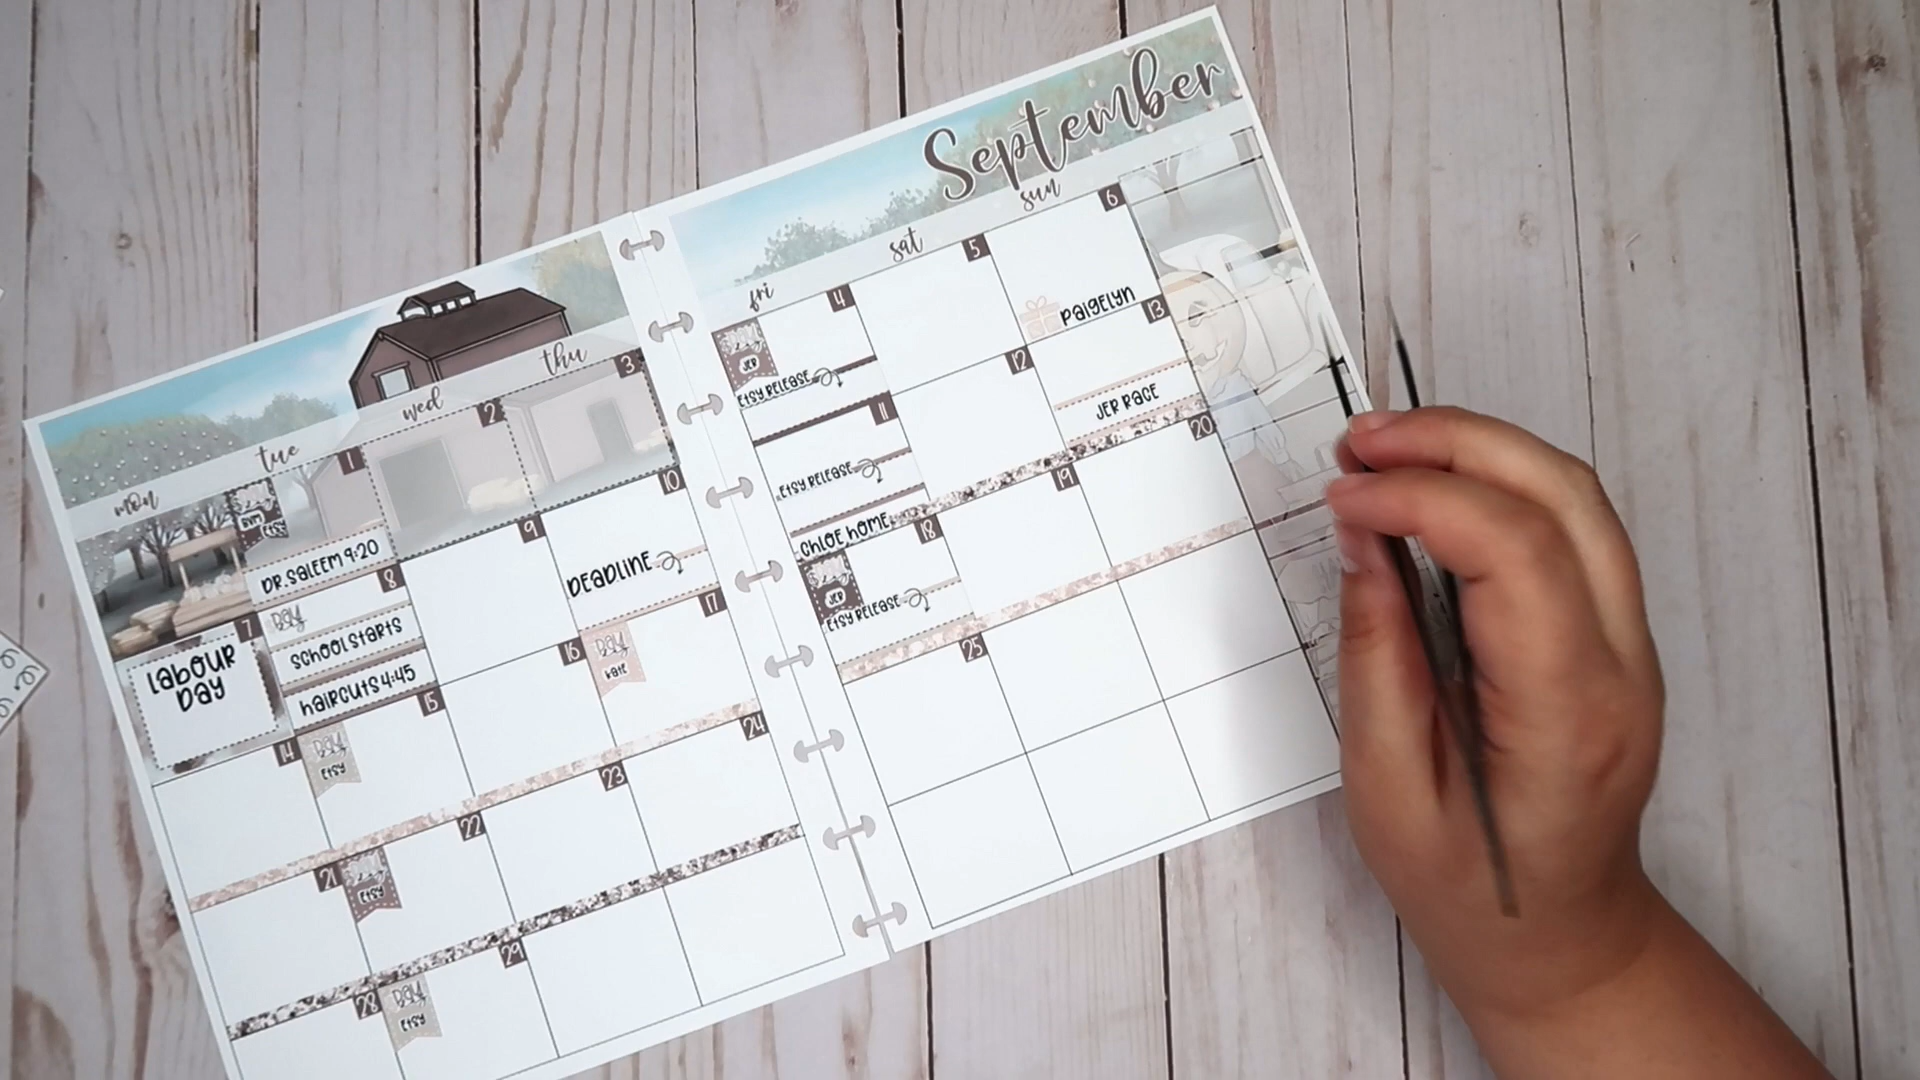 September
mon
tue
wed
thu
fri
sat
sun
1
2
3
4
5
6
BVM
ETSY
DR. SALEEM 9:20
JER
ETSY RELEASE
PAIGELYN
7
8
9
10
11
12
13
LABOUR
DAY
SCHOOL STARTS
HAIRCUTS 4:45
DEADLINE
ETSY RELEASE
CHLOE HOME
JER RACE
14
15
16
17
18
19
20
Pay
ETSY
Pay
KATE
JER
ETSY RELEASE
21
22
23
24
25
ETSY
28
29
Pay
ETSY